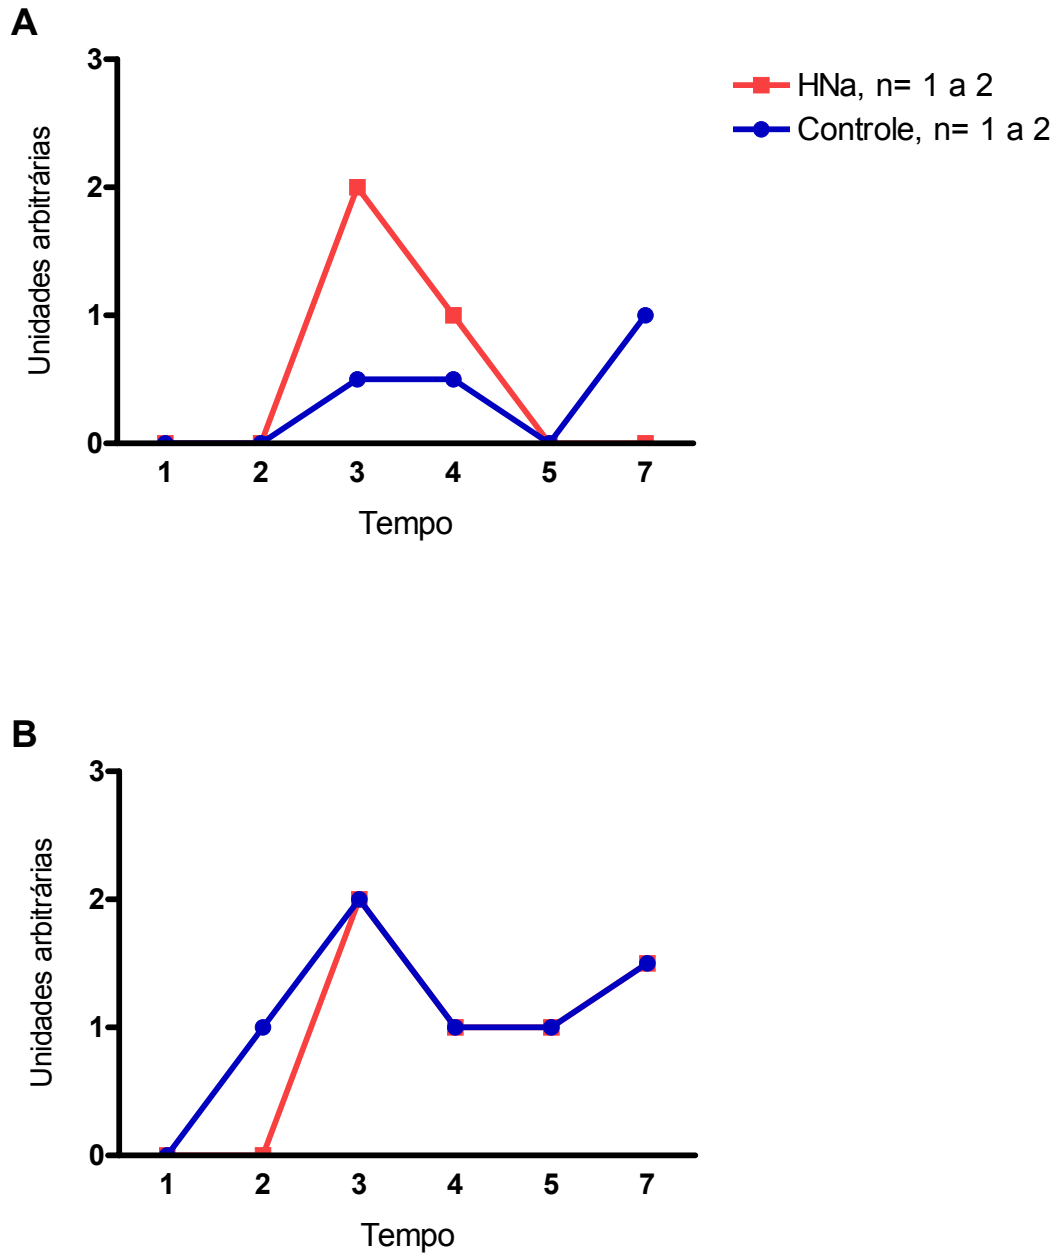 A
3
2
1
0
Unidades arbitrárias
1 2 3 4 5 7
Tempo
HNa, n= 1 a 2
Controle, n= 1 a 2
B
3
2
1
0
Unidades arbitrárias
1 2 3 4 5 7
Tempo